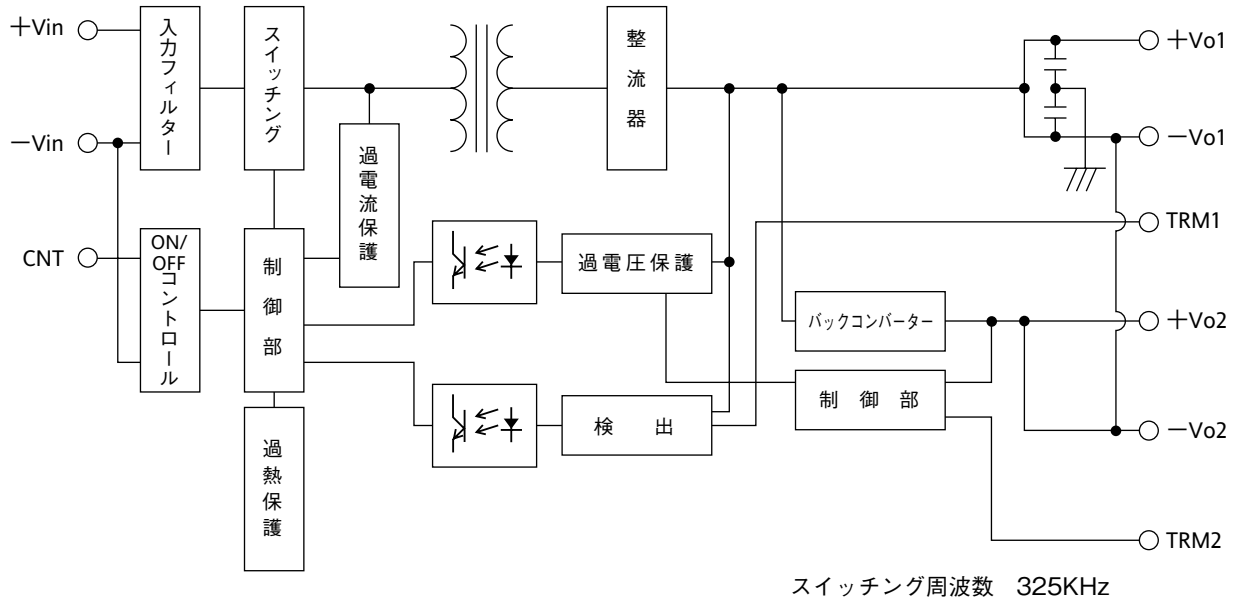 ＋Vin
入力フィルター
スイッチング
整流器
＋Vo1
－Vin
過電流保護
－Vo1
TRM1
CNT
ON/
OFF
コントロール
制御部
過電圧保護
バックコンバーター
＋Vo2
制御部
検出
－Vo2
過熱保護
TRM2
スイッチング周波数 325KHz